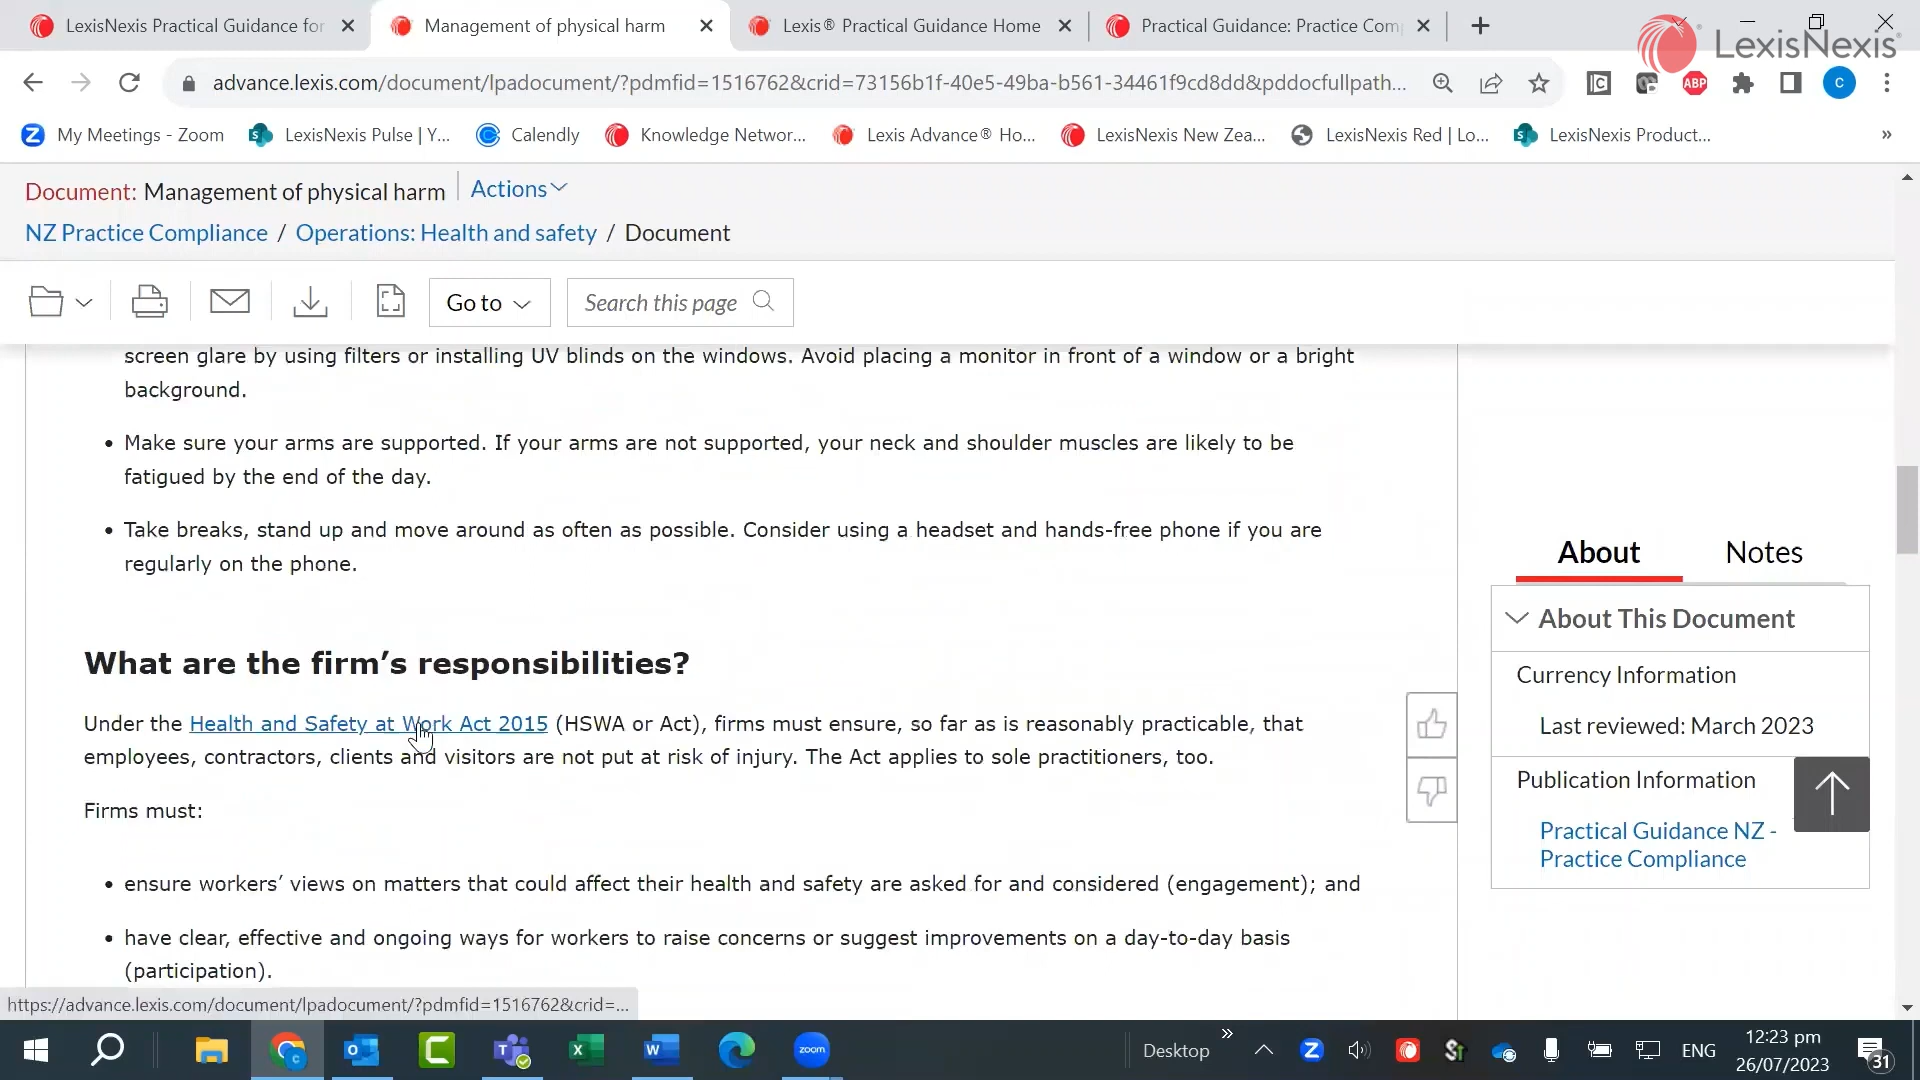 LexisNexis Practical Guidance for
Management of physical harm
Lexis® Practical Guidance Home
Practical Guidance: Practice Comp
LexisNexis®
advance.lexis.com/document/lpadocument/?pdmfid=1516762&crid=73156b1f-40e5-49ba-b561-34461f9cd8dd&pddocfullpath...
ABP
C
My Meetings - Zoom
LexisNexis Pulse | Y...
Calendly
Knowledge Networ...
Lexis Advance® Ho...
LexisNexis New Zea...
LexisNexis Red | Lo...
LexisNexis Product...
»
Document: Management of physical harm
Actions
NZ Practice Compliance / Operations: Health and safety / Document
Go to
Search this page
screen glare by using filters or installing UV blinds on the windows. Avoid placing a monitor in front of a window or a bright
background.
• Make sure your arms are supported. If your arms are not supported, your neck and shoulder muscles are likely to be
fatigued by the end of the day.
• Take breaks, stand up and move around as often as possible. Consider using a headset and hands-free phone if you are
regularly on the phone.
What are the firm’s responsibilities?
Under the Health and Safety at Work Act 2015 (HSWA or Act), firms must ensure, so far as is reasonably practicable, that
employees, contractors, clients and visitors are not put at risk of injury. The Act applies to sole practitioners, too.
Firms must:
• ensure workers’ views on matters that could affect their health and safety are asked for and considered (engagement); and
• have clear, effective and ongoing ways for workers to raise concerns or suggest improvements on a day-to-day basis
(participation).
About
Notes
About This Document
Currency Information
Last reviewed: March 2023
Publication Information
Practical Guidance NZ -
Practice Compliance
https://advance.lexis.com/document/lpadocument/?pdmfid=1516762&crid=...
zoom
Desktop
»
ENG
12:23 pm
26/07/2023
31